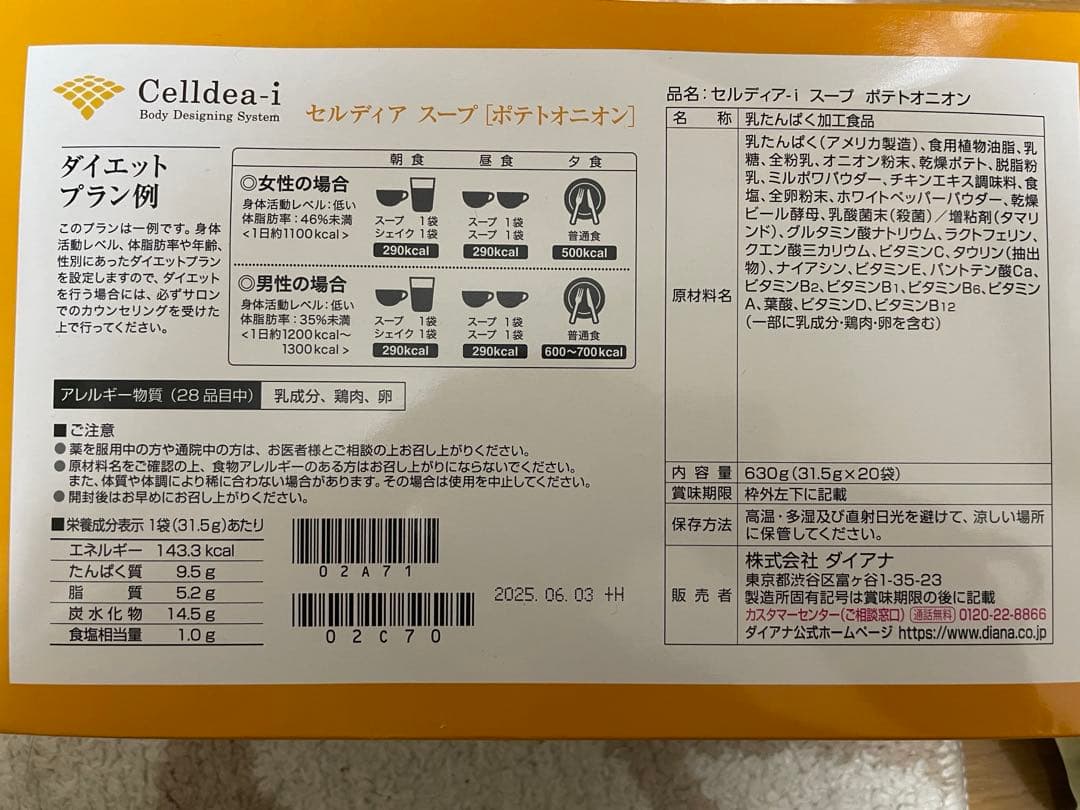 Celldea-i
Body Designing System
セルディア スープ [ポテトオニオン]
ダイエット
プラン例
このプランは一例です。身体
活動レベル、体脂肪率や年齢、
性別にあったダイエットプラン
を設定しますので、ダイエット
を行う場合には、必ずサロン
でのカウンセリングを受けた
上で行ってください。
朝食 昼食 夕食
◎女性の場合
身体活動レベル:低い
体脂肪率:46%未満
<1日約1100kcal>
スープ 1袋
シェイク 1袋
290kcal
スープ 1袋
スープ 1袋
290kcal
普通食
500kcal
◎男性の場合
身体活動レベル:低い
体脂肪率:35%未満
<1日約1200kcal〜
1300kcal>
スープ 1袋
シェイク 1袋
290kcal
スープ 1袋
スープ 1袋
290kcal
普通食
600〜700kcal
アレルギー物質(28品目中) 乳成分、鶏肉、卵
■ご注意
●薬を服用中の方や通院中の方は、お医者様とご相談の上お召し上がりください。
●原材料名をご確認の上、食物アレルギーのある方はお召し上がりにならないでください。
また、体質や体調により稀に合わない場合があります。その場合は使用を中止してください。
●開封後はお早めにお召し上がりください。
■栄養成分表示 1袋(31.5g)あたり
エネルギー 143.3kcal
たんぱく質 9.5g
脂質 5.2g
炭水化物 14.5g
食塩相当量 1.0g
02A71
02C70
2025.06.03 +H
品名:セルディア-i スープ ポテトオニオン
名称 乳たんぱく加工食品
原材料名
乳たんぱく(アメリカ製造)、食用植物油脂、乳
糖、全粉乳、オニオン粉末、乾燥ポテト、脱脂粉
乳、ミルポワパウダー、チキンエキス調味料、食
塩、全卵粉末、ホワイトペッパーパウダー、乾燥
ビール酵母、乳酸菌末(殺菌)/増粘剤(タマリ
ンド)、グルタミン酸ナトリウム、ラクトフェリン、
クエン酸三カリウム、ビタミンC、タウリン(抽出
物)、ナイアシン、ビタミンE、パントテン酸Ca、
ビタミンB2、ビタミンB1、ビタミンB6、ビタミン
A、葉酸、ビタミンD、ビタミンB12
(一部に乳成分・鶏肉・卵を含む)
内容量 630g(31.5g×20袋)
賞味期限 枠外左下に記載
保存方法
高温・多湿及び直射日光を避けて、涼しい場所
に保管してください。
販売者
株式会社 ダイアナ
東京都渋谷区富ヶ谷1-35-23
製造所固有記号は賞味期限の後に記載
カスタマーセンター(ご相談窓口) 通話無料 0120-22-8866
ダイアナ公式ホームページ https://www.diana.co.jp